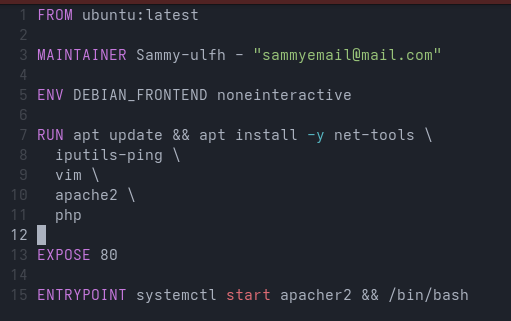 1 FROM ubuntu:latest
2
3 MAINTAINER Sammy-ulfh - "sammyemail@mail.com"
4
5 ENV DEBIAN_FRONTEND noneinteractive
6
7 RUN apt update && apt install -y net-tools \
8 iputils-ping \
9 vim \
10 apache2 \
11 php
12
13 EXPOSE 80
14
15 ENTRYPOINT systemctl start apacher2 && /bin/bash